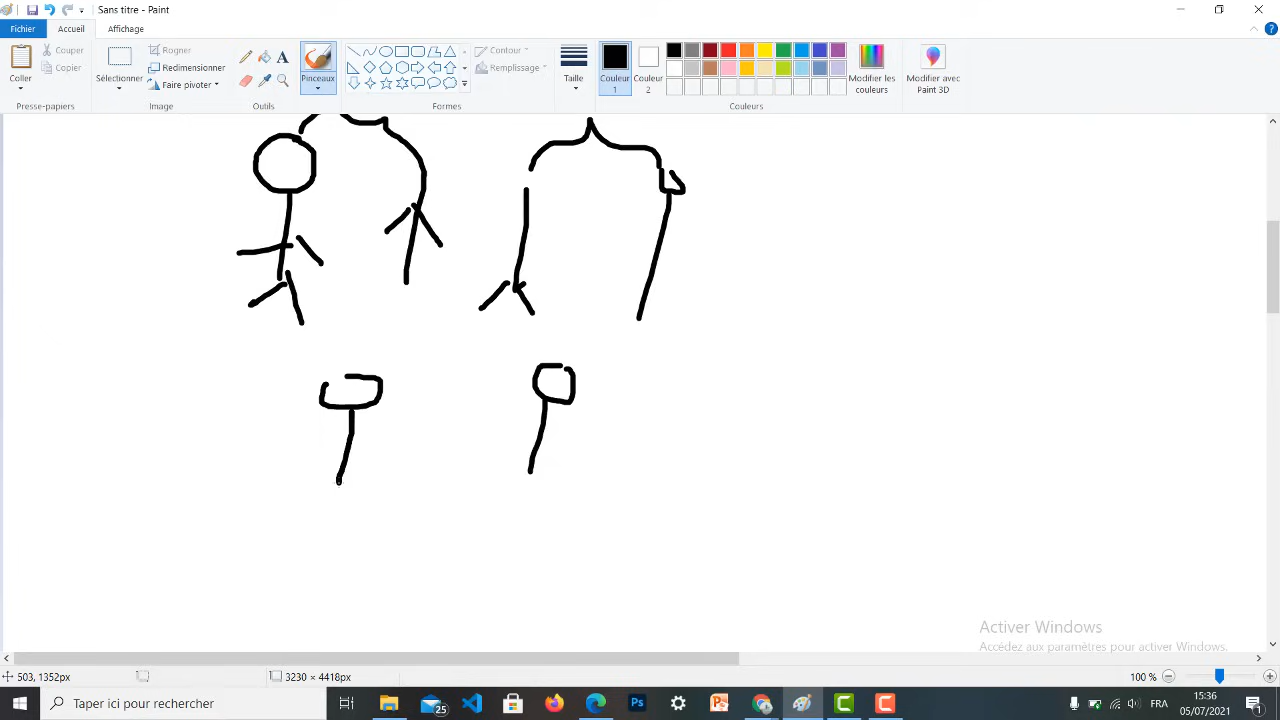 Sans titre - Paint
Fichier Accueil Affichage
Coller
Presse-papiers
Couper
Copier
Sélectionner
Rogner
Redimensionner
Faire pivoter
Image
Outils
Pinceaux
Formes
Contour
Remplissage
Taille
Couleur 1
Couleur 2
Couleurs
Modifier les couleurs
Modifier avec Paint 3D
Activer Windows
Accédez aux paramètres pour activer Windows.
503, 1352px
3230 × 4418px
100 %
Taper ici pour rechercher
25
Ps
FRA
15:36
05/07/2021
1